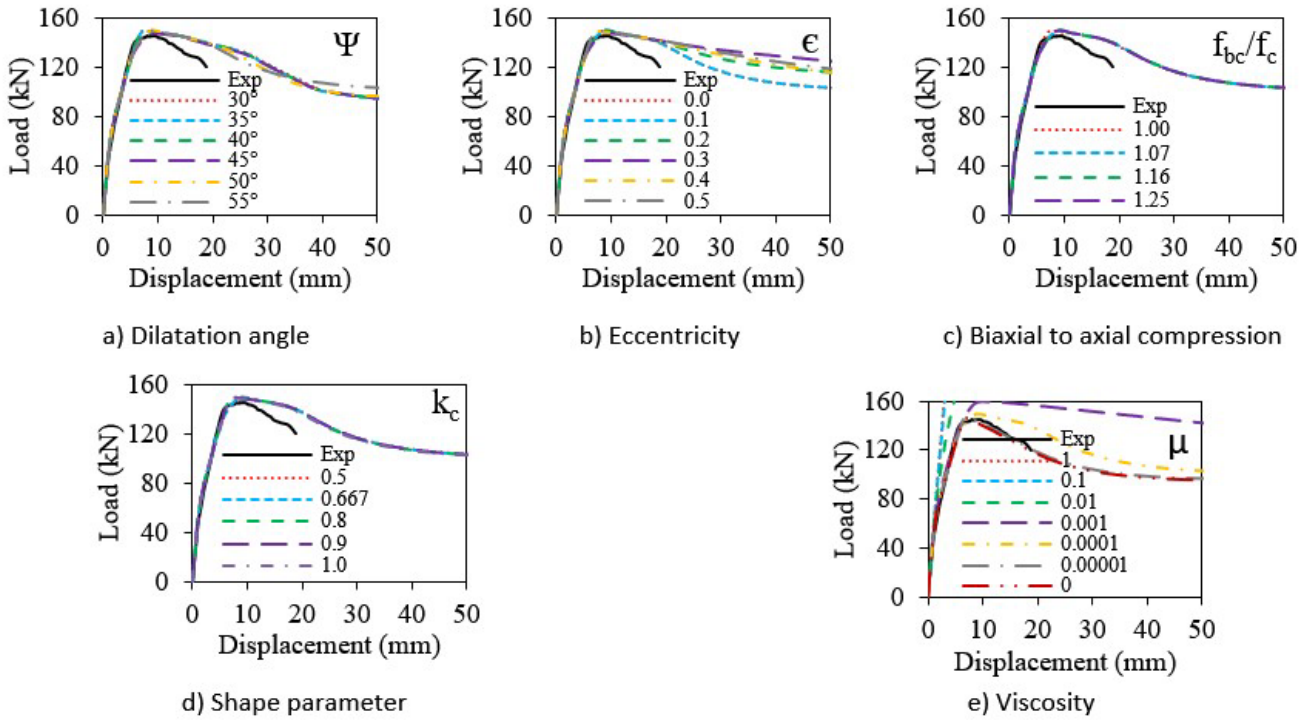 Load (kN)
160
120
80
40
0
Ψ
Exp
30°
35°
40°
45°
50°
55°
0 10 20 30 40 50
Displacement (mm)
a) Dilatation angle
Load (kN)
160
120
80
40
0
ϵ
Exp
0.0
0.1
0.2
0.3
0.4
0.5
0 10 20 30 40 50
Displacement (mm)
b) Eccentricity
Load (kN)
160
120
80
40
0
f_bc/f_c
Exp
1.00
1.07
1.16
1.25
0 10 20 30 40 50
Displacement (mm)
c) Biaxial to axial compression
Load (kN)
160
120
80
40
0
k_c
Exp
0.5
0.667
0.8
0.9
1.0
0 10 20 30 40 50
Displacement (mm)
d) Shape parameter
Load (kN)
160
120
80
40
0
μ
Exp
1
0.1
0.01
0.001
0.0001
0.00001
0
0 10 20 30 40 50
Displacement (mm)
e) Viscosity